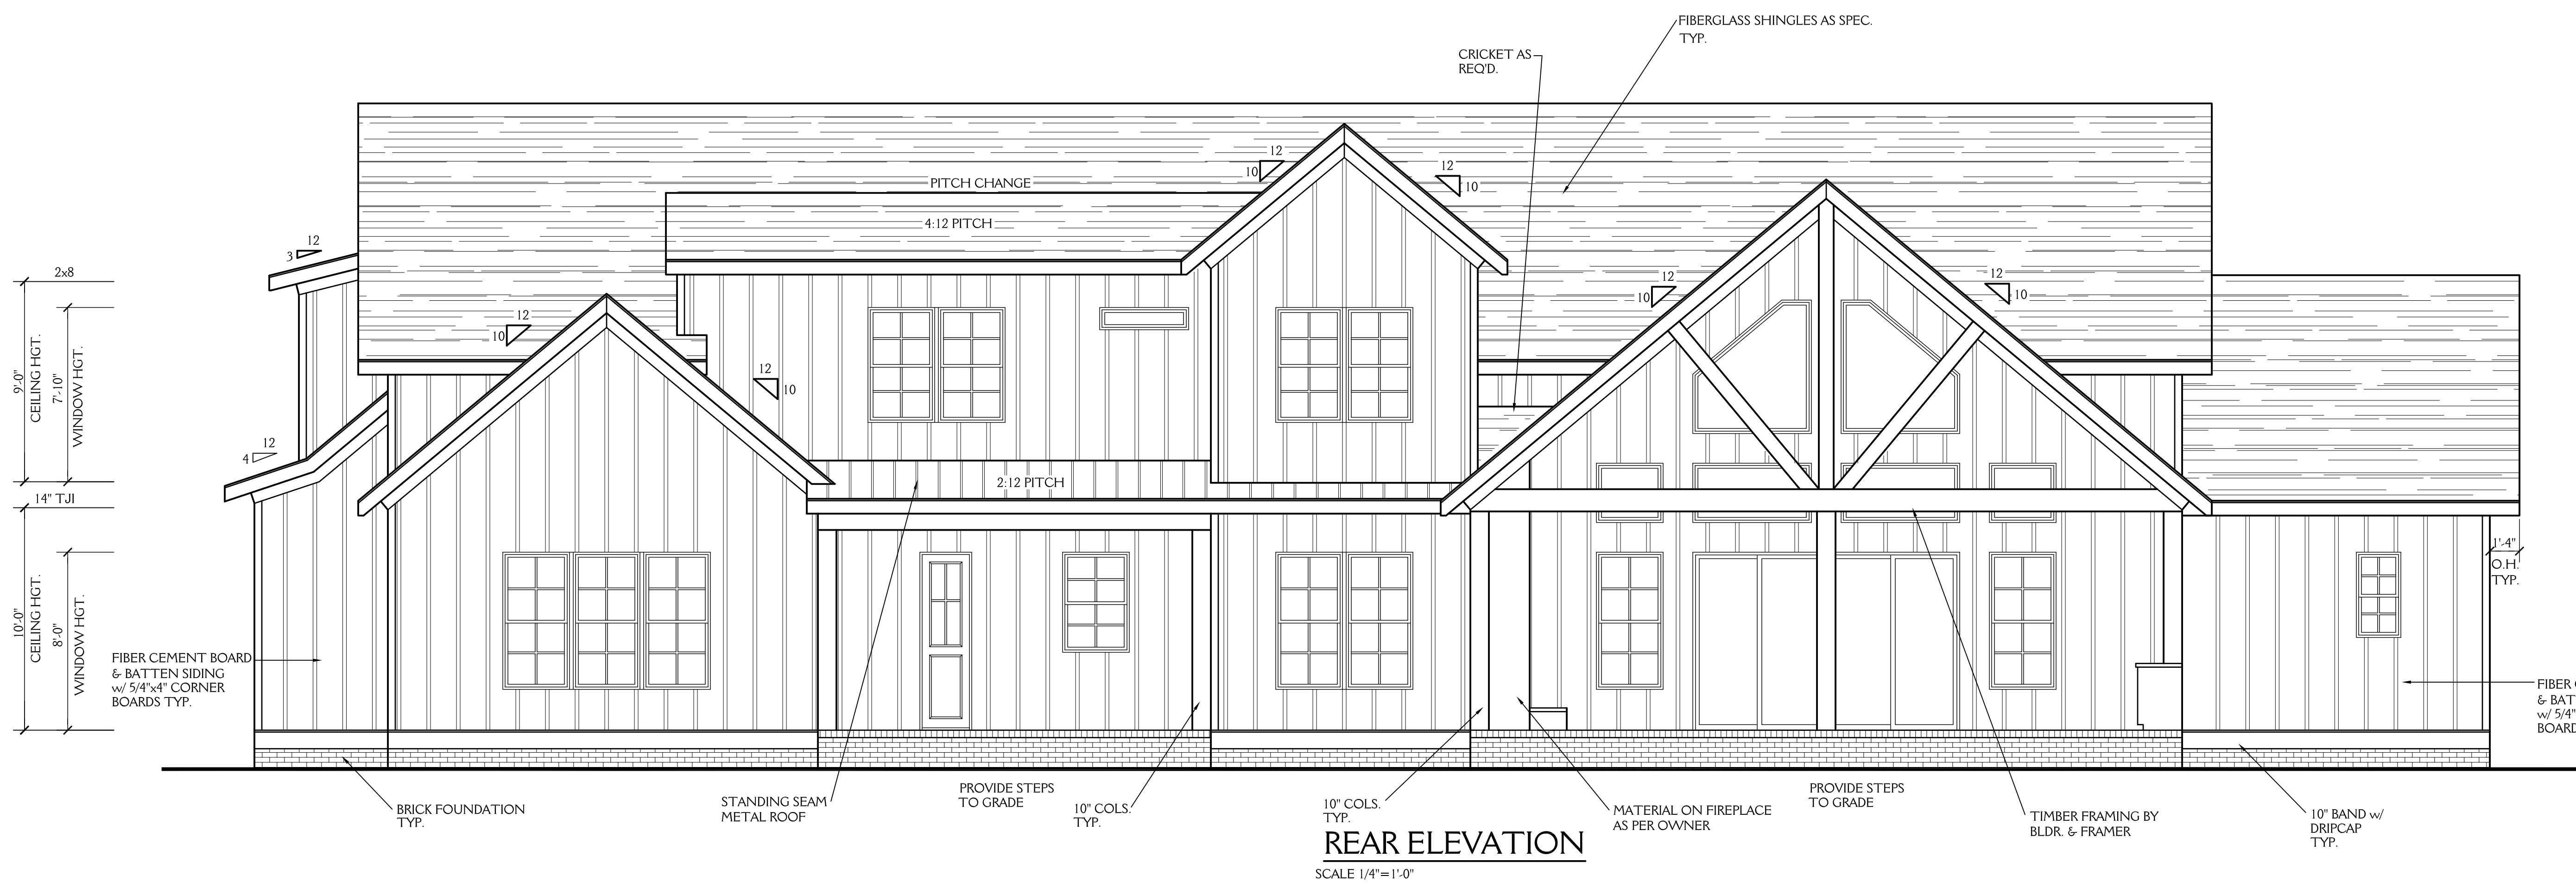 FIBERGLASS SHINGLES AS SPEC.
TYP.
CRICKET AS
REQ'D.
12
10
12
10
PITCH CHANGE
4:12 PITCH
12
3
2x8
12
10
12
10
12
10
12
10
9'-0"
CEILING HGT.
7'-10"
WINDOW HGT.
12
4
2:12 PITCH
14" TJI
1'-4"
O.H.
TYP.
10'-0"
CEILING HGT.
8'-0"
WINDOW HGT.
FIBER CEMENT BOARD
& BATTEN SIDING
w/ 5/4"x4" CORNER
BOARDS TYP.
FIBER
& BAT
w/ 5/4"
BOARD
BRICK FOUNDATION
TYP.
STANDING SEAM
METAL ROOF
PROVIDE STEPS
TO GRADE
10" COLS.
TYP.
10" COLS.
TYP.
MATERIAL ON FIREPLACE
AS PER OWNER
PROVIDE STEPS
TO GRADE
TIMBER FRAMING BY
BLDR. & FRAMER
10" BAND w/
DRIPCAP
TYP.
REAR ELEVATION
SCALE 1/4"=1'-0"